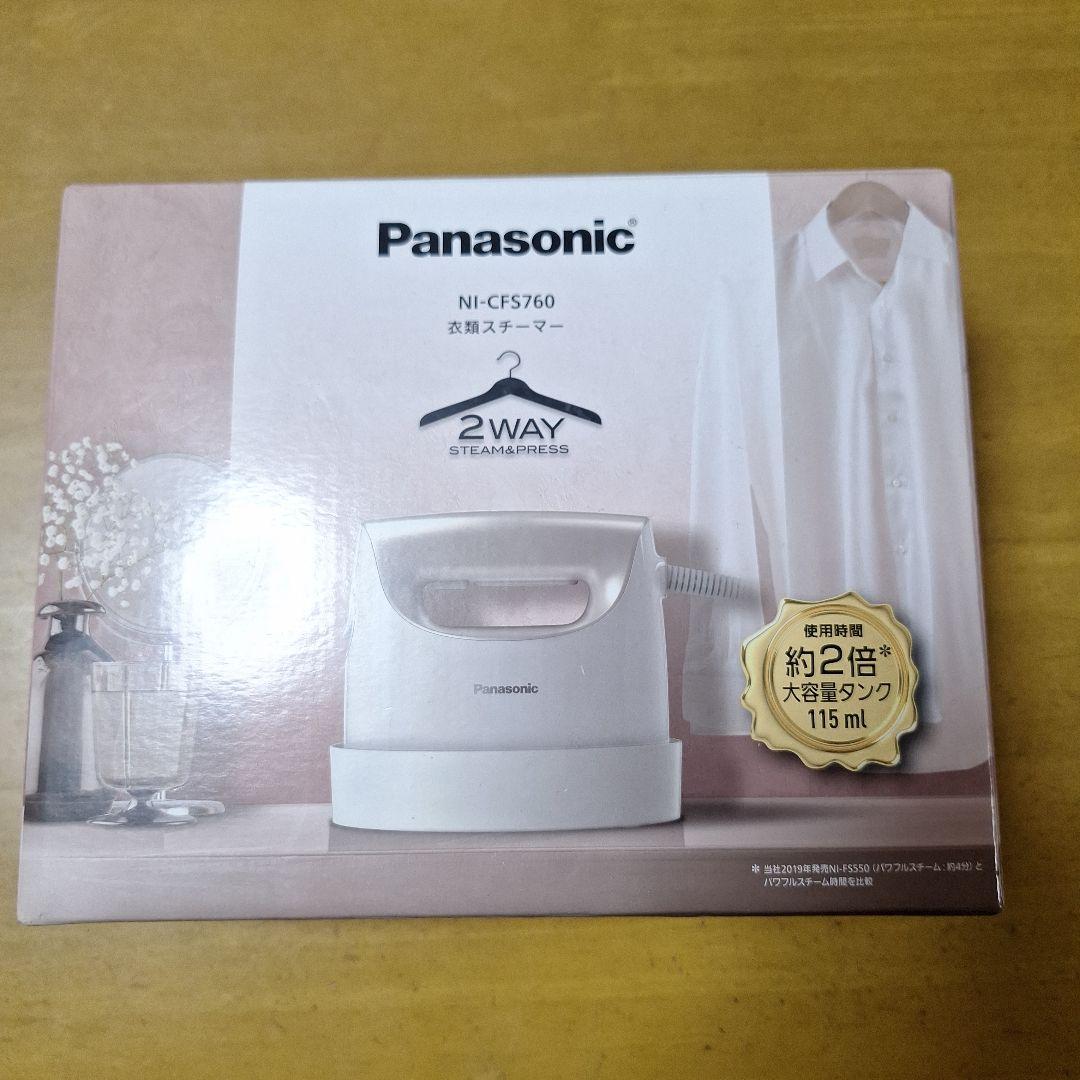 Panasonic®
NI-CFS760
衣類スチーマー
2WAY
STEAM&PRESS
Panasonic
使用時間
約2倍*
大容量タンク
115 ml
* 当社2019年発売NI-FS550（パワフルスチーム：約4分）と
パワフルスチーム時間を比較